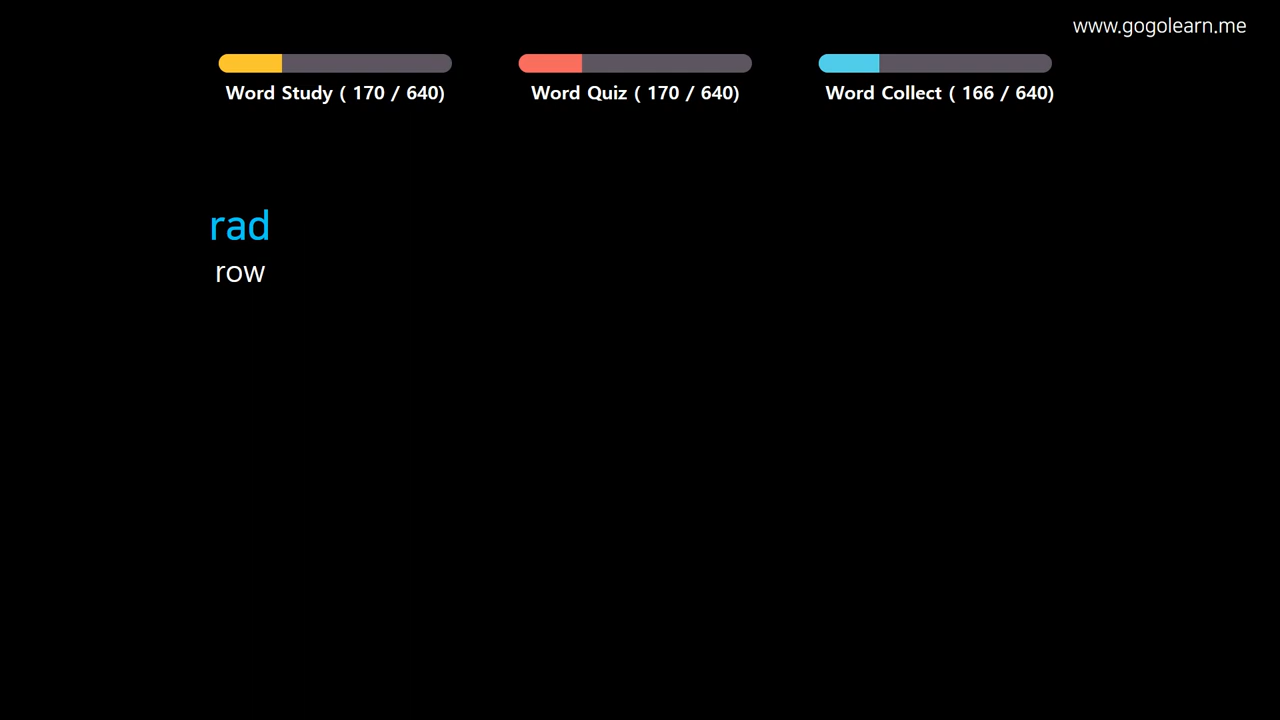 www.gogolearn.me
Word Study ( 170 / 640)
Word Quiz ( 170 / 640)
Word Collect ( 166 / 640)
rad
row